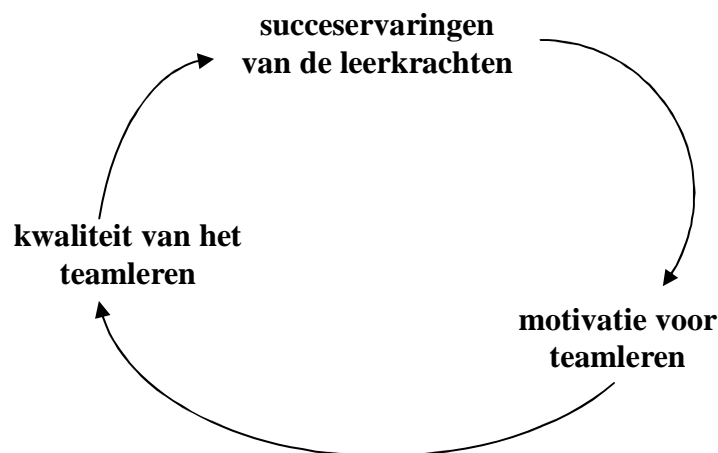 succeservaringen
van de leerkrachten
kwaliteit van het
teamleren
motivatie voor
teamleren